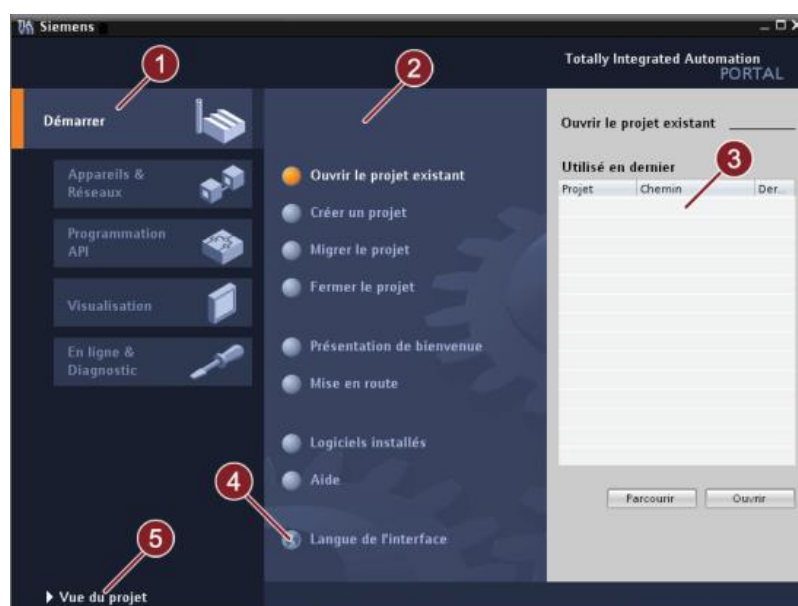 Siemens
Totally Integrated Automation
PORTAL
1
2
Démarrer
Ouvrir le projet existant
3
Appareils &
Réseaux
Ouvrir le projet existant
Utilisé en dernier
Projet Chemin Der...
Créer un projet
Programmation
API
Migrer le projet
Fermer le projet
Visualisation
Présentation de bienvenue
En ligne &
Diagnostic
Mise en route
Logiciels installés
4
Aide
Parcourir Ouvrir
5
Langue de l'interface
Vue du projet